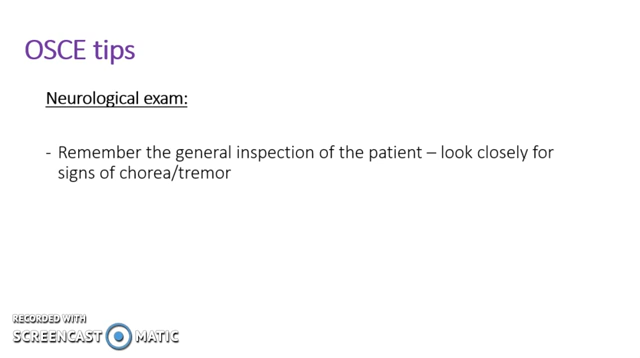 OSCE tips
Neurological exam:
- Remember the general inspection of the patient – look closely for
signs of chorea/tremor
RECORDED WITH
SCREENCAST MATIC